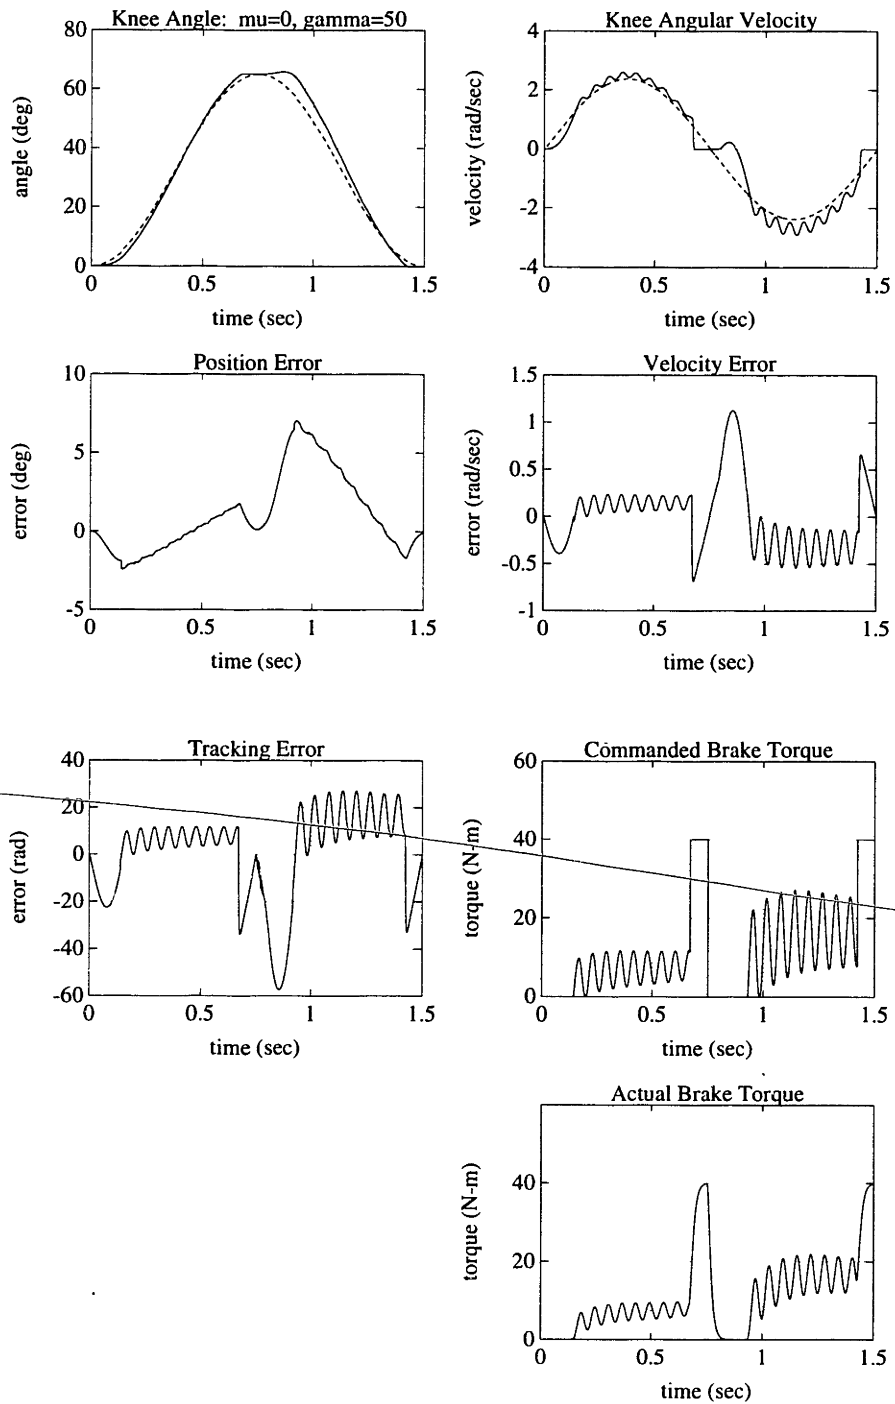 Knee Angle: mu=0, gamma=50
80
60
40
20
0
angle (deg)
0 0.5 1 1.5
time (sec)
Knee Angular Velocity
4
2
0
-2
-4
velocity (rad/sec)
0 0.5 1 1.5
time (sec)
Position Error
10
5
0
-5
error (deg)
0 0.5 1 1.5
time (sec)
Velocity Error
1.5
1
0.5
0
-0.5
-1
error (rad/sec)
0 0.5 1 1.5
time (sec)
Tracking Error
40
20
0
-20
-40
-60
error (rad)
0 0.5 1 1.5
time (sec)
Commanded Brake Torque
60
40
20
0
torque (N-m)
0 0.5 1 1.5
time (sec)
Actual Brake Torque
40
20
0
torque (N-m)
0 0.5 1 1.5
time (sec)